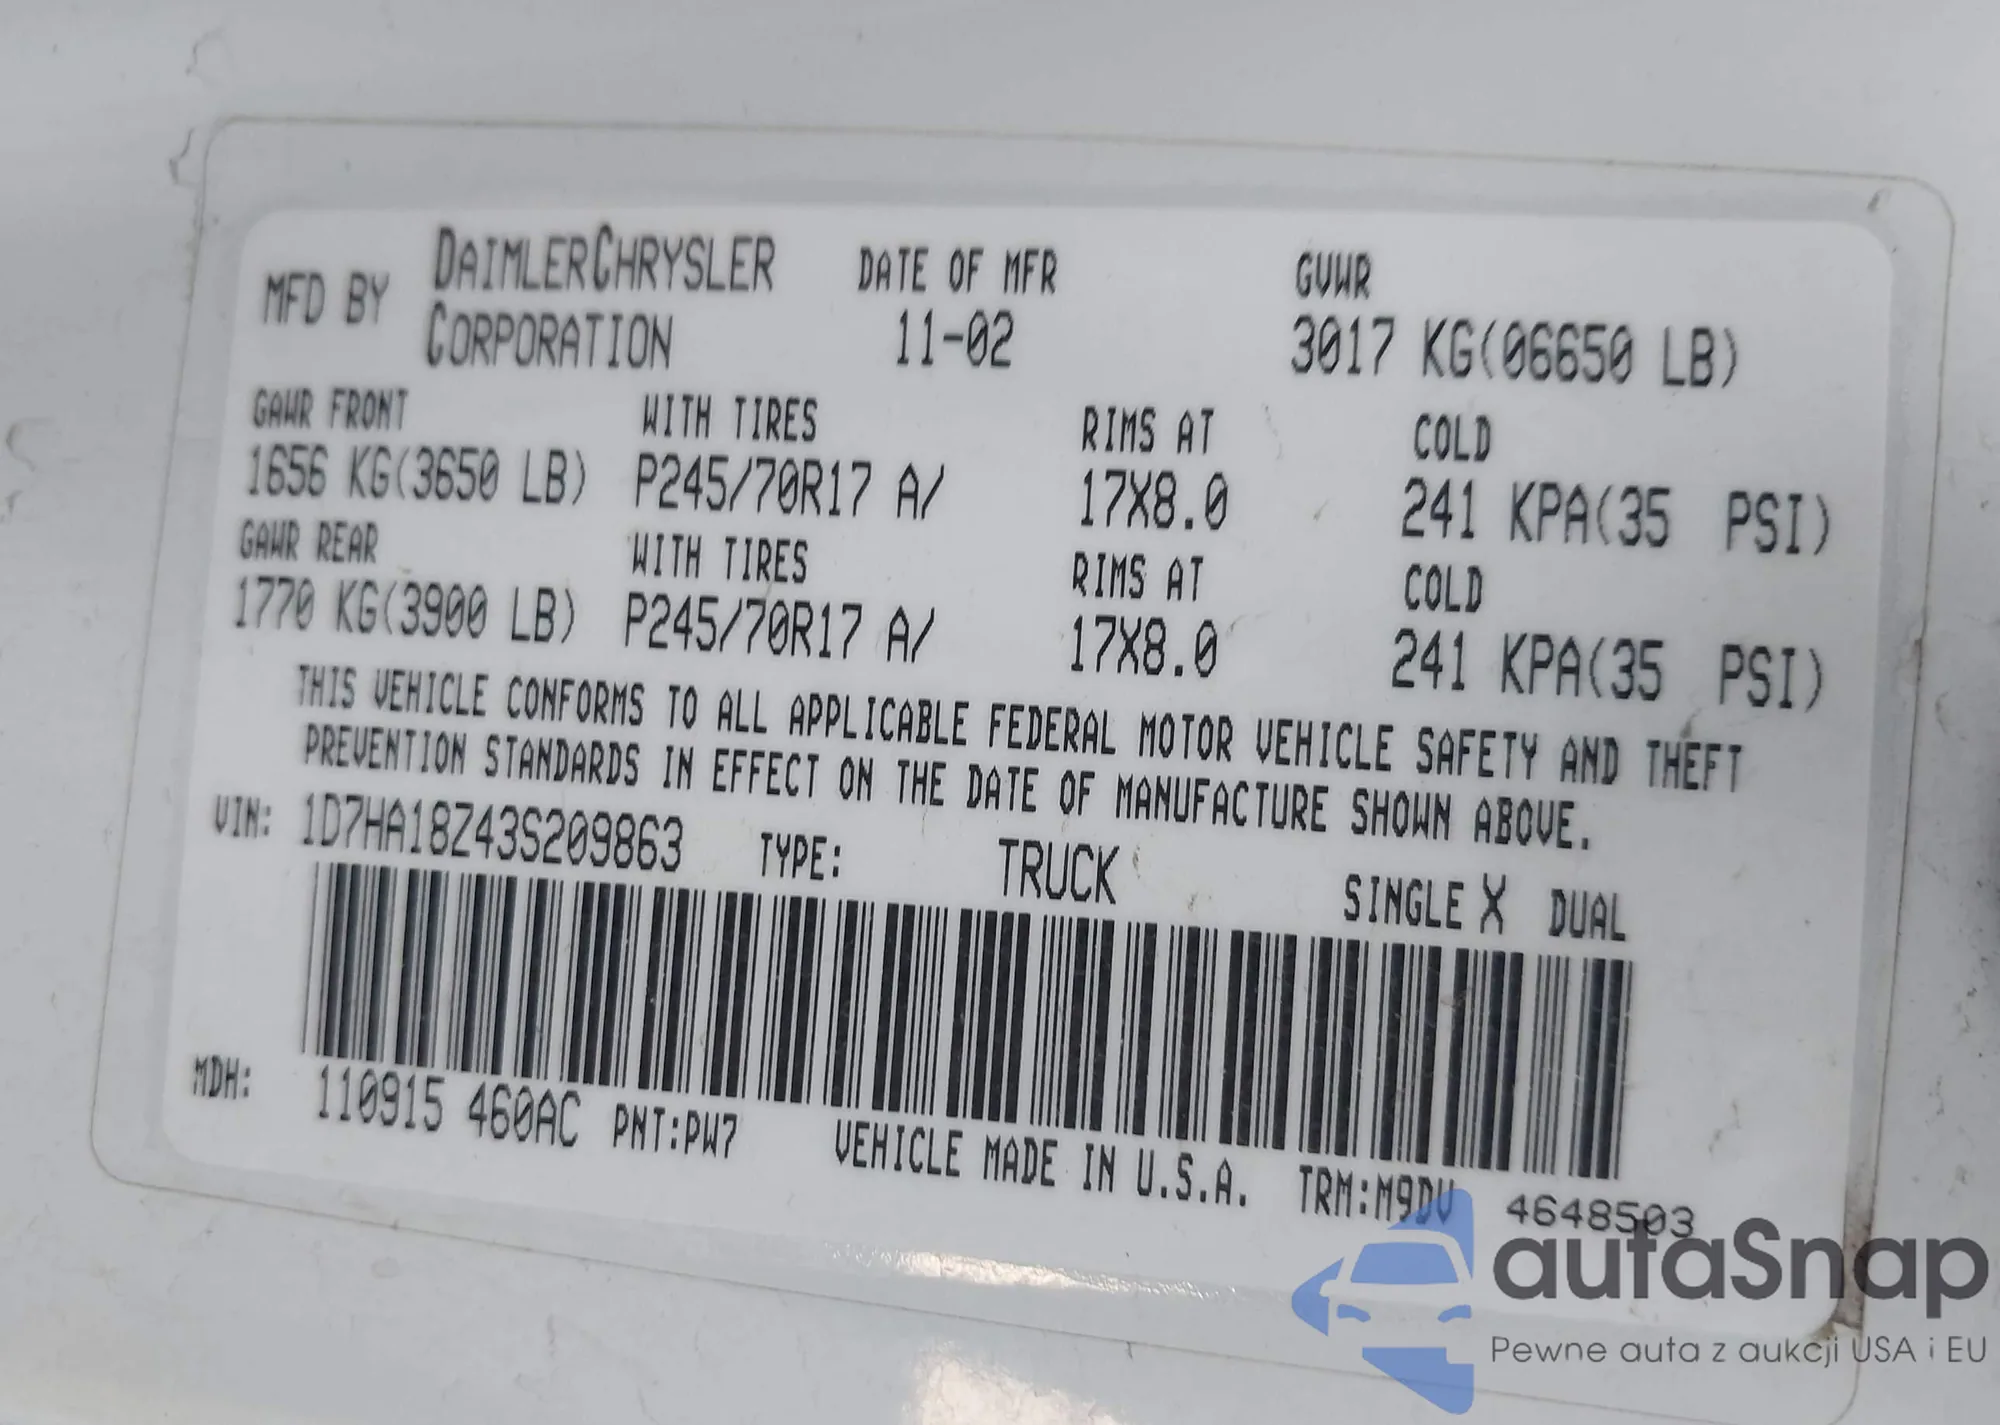 MFD BY DAIMLERCHRYSLER CORPORATION DATE OF MFR 11-02 GVWR 3017 KG(06650 LB)
GAWR FRONT WITH TIRES RIMS AT COLD
1656 KG(3650 LB) P245/70R17 A/ 17X8.0 241 KPA(35 PSI)
GAWR REAR WITH TIRES RIMS AT COLD
1770 KG(3900 LB) P245/70R17 A/ 17X8.0 241 KPA(35 PSI)
THIS VEHICLE CONFORMS TO ALL APPLICABLE FEDERAL MOTOR VEHICLE SAFETY AND THEFT
PREVENTION STANDARDS IN EFFECT ON THE DATE OF MANUFACTURE SHOWN ABOVE.
VIN: 1D7HA18Z43S209863 TYPE: TRUCK SINGLE X DUAL
MDH: 110915 460AC PNT:PW7 VEHICLE MADE IN U.S.A. TRM:M9DV 4648503
autaSnap
Pewne auta z aukcji USA i EU